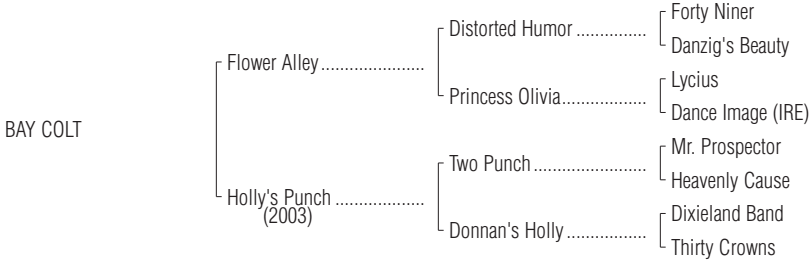 Forty Niner
Distorted Humor ...............
Danzig's Beauty
Flower Alley ......................
Lycius
Princess Olivia..................
Dance Image (IRE)
BAY COLT
Mr. Prospector
Two Punch ........................
Heavenly Cause
Holly's Punch ...................
(2003)
Dixieland Band
Donnan's Holly .................
Thirty Crowns